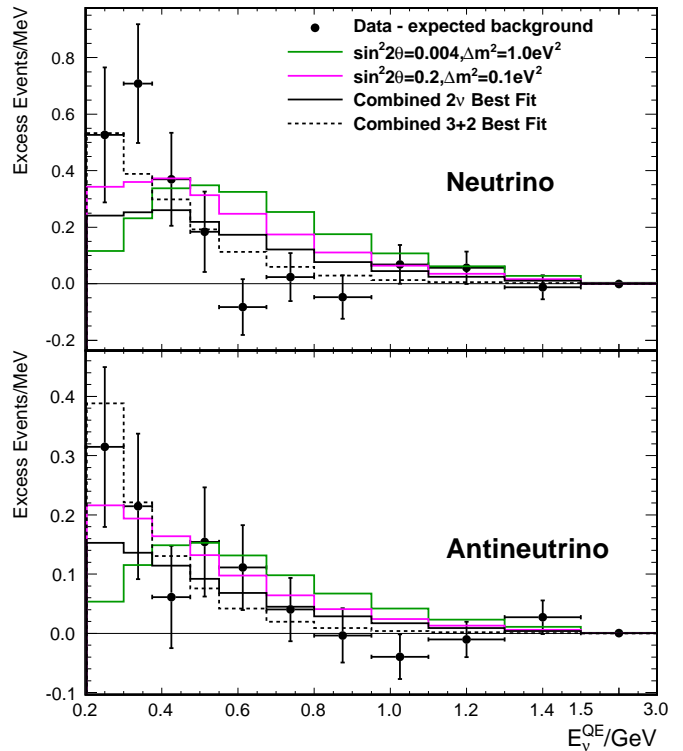 Excess Events/MeV
0.8
0.6
0.4
0.2
0.0
-0.2
Data - expected background
sin²2θ=0.004,Δm²=1.0eV²
sin²2θ=0.2,Δm²=0.1eV²
Combined 2ν Best Fit
Combined 3+2 Best Fit
Neutrino
Excess Events/MeV
0.4
0.3
0.2
0.1
0.0
-0.1
Antineutrino
0.2 0.4 0.6 0.8 1.0 1.2 1.4 1.5 3.0
E_ν^QE/GeV